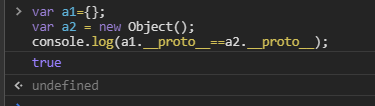 > var a1={};
var a2 = new Object();
console.log(a1.__proto__==a2.__proto__);
true
undefined